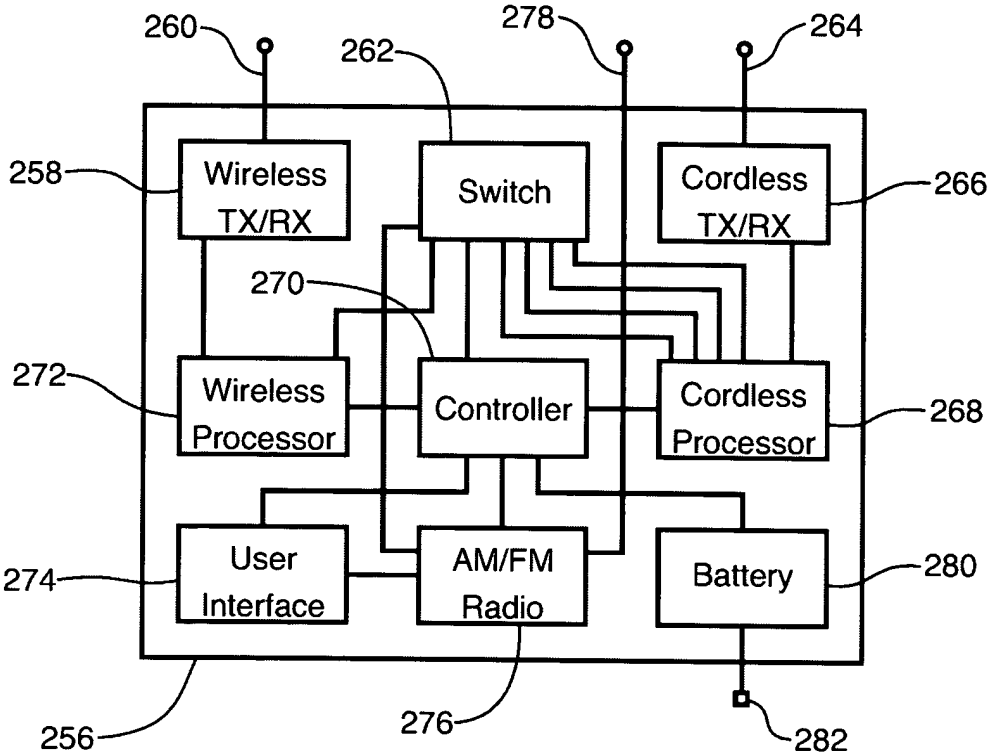 260
278
264
262
258
Wireless
TX/RX
Switch
Cordless
TX/RX
266
270
272
Wireless
Processor
Controller
Cordless
Processor
268
274
User
Interface
AM/FM
Radio
Battery
280
256
276
282